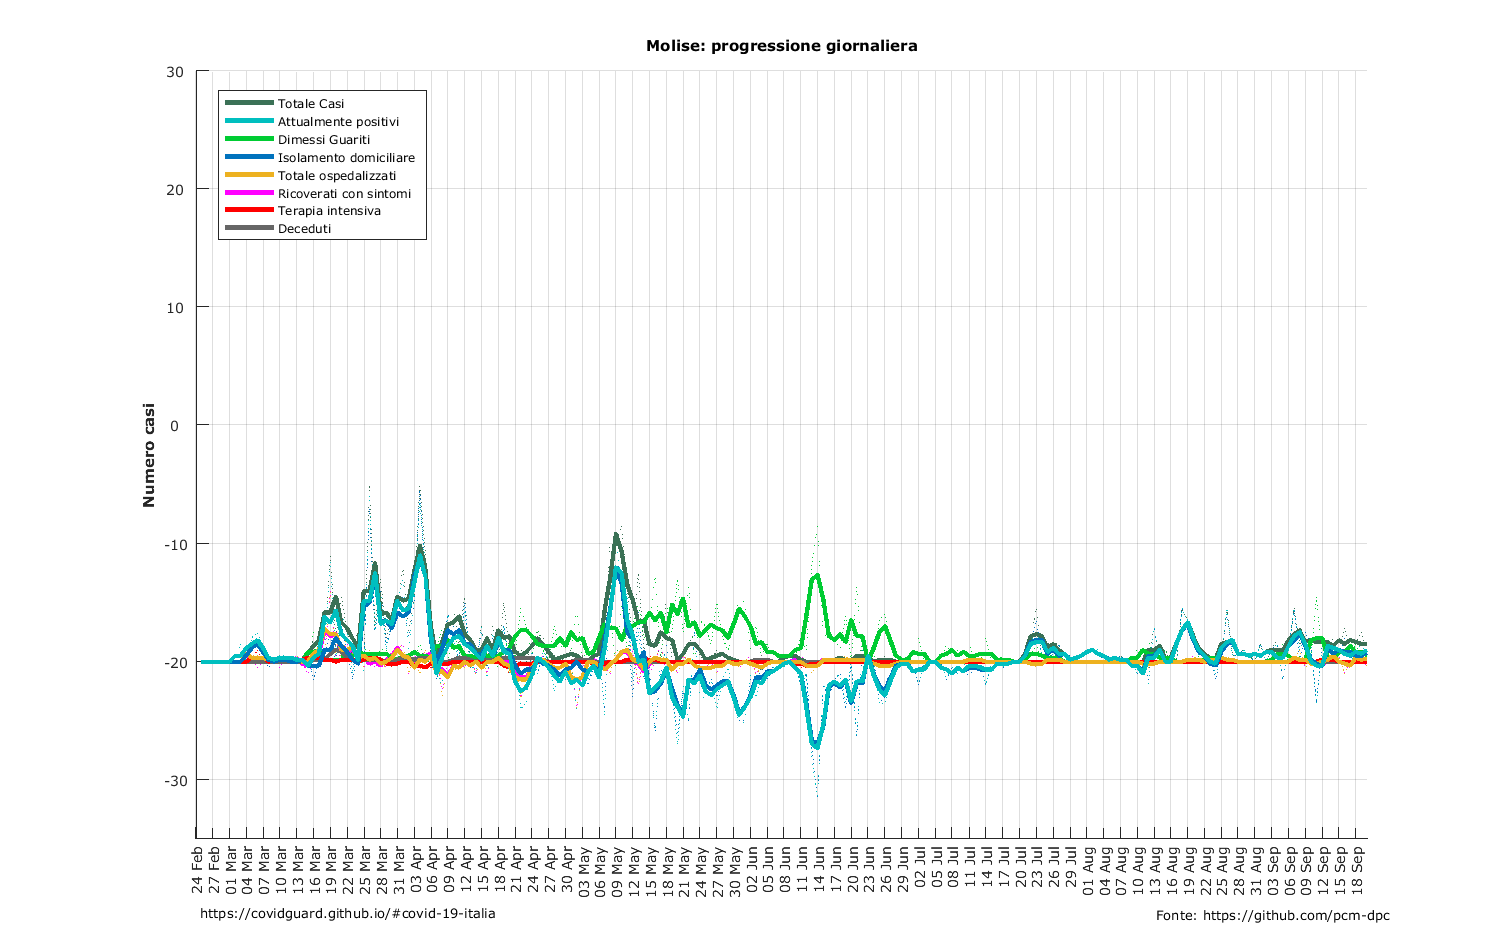 Molise: progressione giornaliera
30
20
10
0
-10
-20
-30
Numero casi
Totale Casi
Attualmente positivi
Dimessi Guariti
Isolamento domiciliare
Totale ospedalizzati
Ricoverati con sintomi
Terapia intensiva
Deceduti
24 Feb
27 Feb
01 Mar
04 Mar
07 Mar
10 Mar
13 Mar
16 Mar
19 Mar
22 Mar
25 Mar
28 Mar
31 Mar
03 Apr
06 Apr
09 Apr
12 Apr
15 Apr
18 Apr
21 Apr
24 Apr
27 Apr
30 Apr
03 May
06 May
09 May
12 May
15 May
18 May
21 May
24 May
27 May
30 May
02 Jun
05 Jun
08 Jun
11 Jun
14 Jun
17 Jun
20 Jun
23 Jun
26 Jun
29 Jun
02 Jul
05 Jul
08 Jul
11 Jul
14 Jul
17 Jul
20 Jul
23 Jul
26 Jul
29 Jul
01 Aug
04 Aug
07 Aug
10 Aug
13 Aug
16 Aug
19 Aug
22 Aug
25 Aug
28 Aug
31 Aug
03 Sep
06 Sep
09 Sep
12 Sep
15 Sep
18 Sep
https://covidguard.github.io/#covid-19-italia
Fonte: https://github.com/pcm-dpc